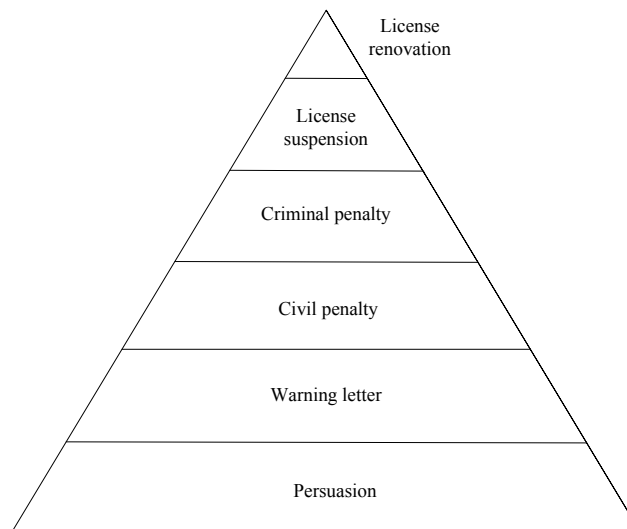 License
renovation
License
suspension
Criminal penalty
Civil penalty
Warning letter
Persuasion